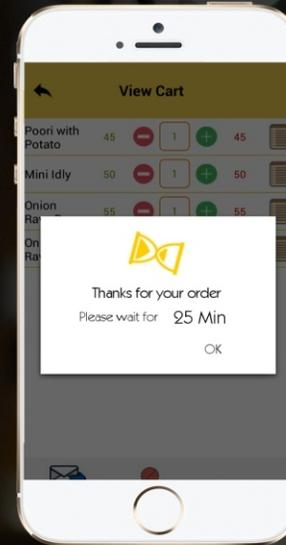 View Cart
Poori with
Potato
45
1
45
Mini Idly
50
1
50
Onion
55
1
55
Thanks for your order
Please wait for 25 Min
OK